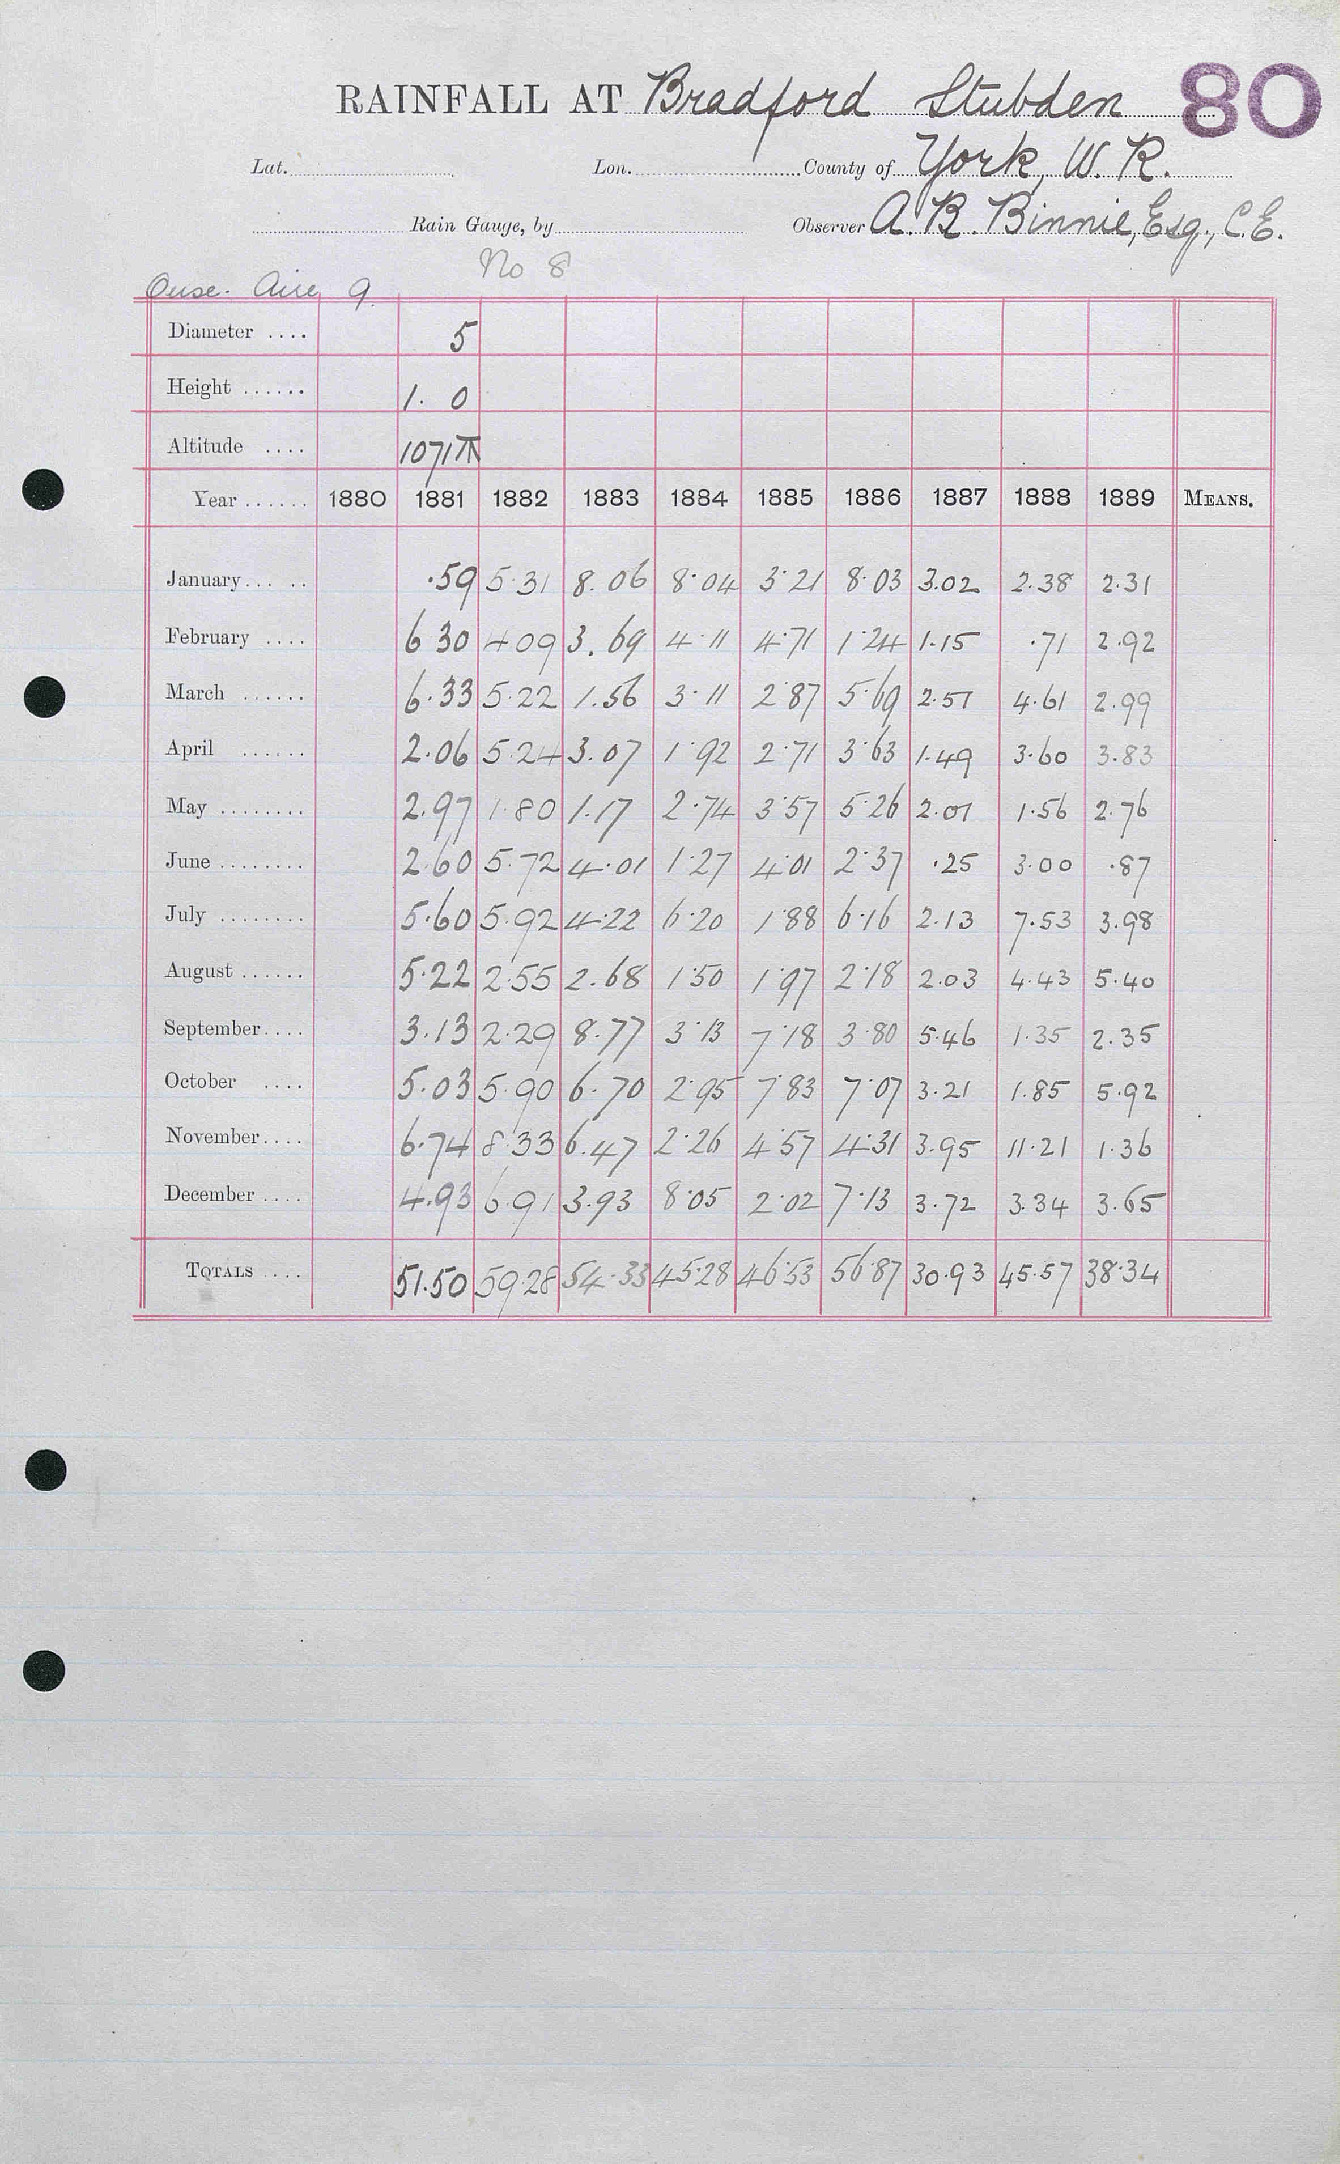 RAINFALL AT Bradford Stubden 80
Lat. Lon. County of York, W. R.
Rain Gauge, by Observer A. R. Binnie, Esq., C.E.
No 8
Ouse. Aire 9.
Diameter .... 5
Height ...... 1. 0
Altitude .... 1071
Year ...... 1880 1881 1882 1883 1884 1885 1886 1887 1888 1889 MEANS.
January... .. .59 5.31 8.06 8.04 3.21 8.03 3.02 2.38 2.31
February .... 6 30 4 09 3.69 4.11 4.71 1.24 1.15 .71 2.92
March ...... 6.33 5.22 1.56 3.11 2.87 5.69 2.57 4.61 2.99
April ...... 2.06 5.24 3.07 1.92 2.71 3.63 1.49 3.60 3.83
May ........ 2.97 1.80 1.17 2.74 3.57 5.26 2.01 1.56 2.76
June ........ 2.60 5.72 4.01 1.27 4.01 2.37 .25 3.00 .87
July ........ 5.60 5.92 4.22 6.20 1.88 6.16 2.13 7.53 3.98
August ...... 5.22 2.55 2.68 1.50 1.97 2.18 2.03 4.43 5.40
September.... 3.13 2.29 8.77 3.13 7.18 3.80 5.46 1.35 2.35
October .... 5.03 5.90 6.70 2.95 7.83 7.07 3.21 1.85 5.92
November.... 6.74 8.33 6.47 2.26 4.57 4.31 3.95 11.21 1.36
December .... 4.93 6.91 3.93 8.05 2.02 7.13 3.72 3.34 3.65
TOTALS .... 51.50 59.28 54.33 45.28 46.53 56.87 30.93 45.57 38.34